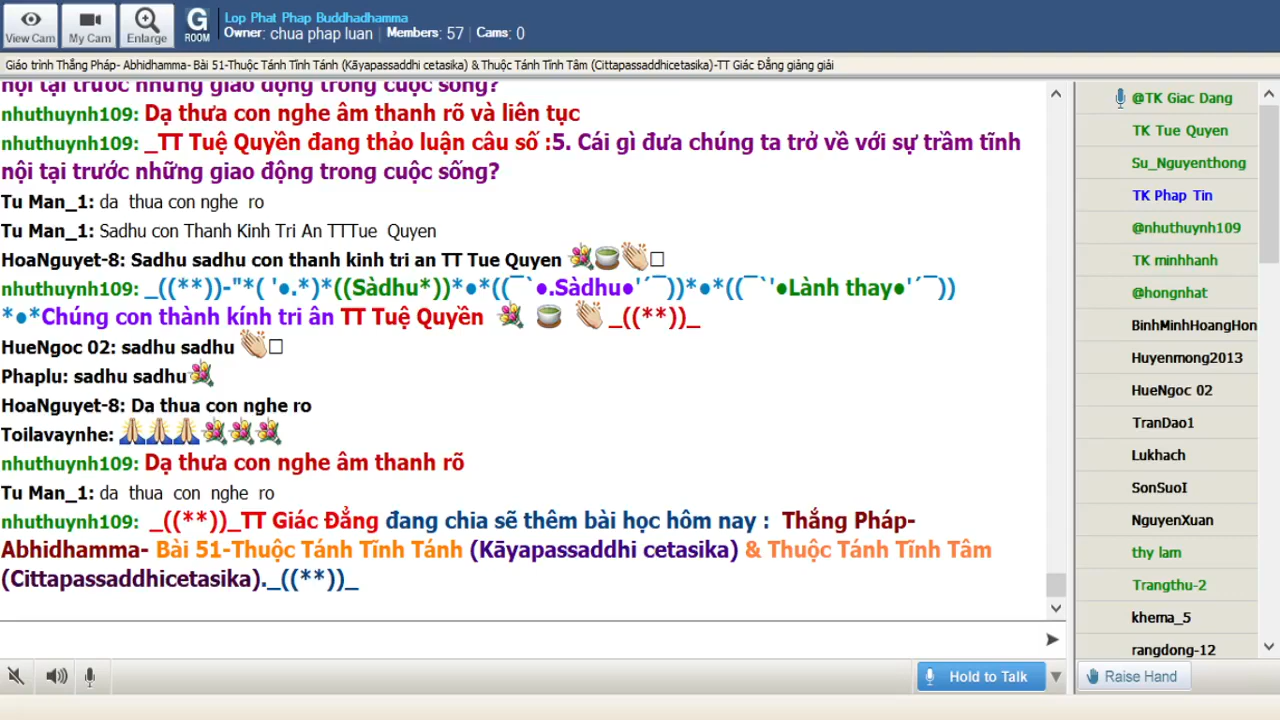 View Cam
My Cam
Enlarge
G ROOM
Lop Phat Phap Buddhadhamma
Owner: chua phap luan | Members: 57 | Cams: 0
Giáo trình Thắng Pháp- Abhidhamma- Bài 51-Thuộc Tánh Tĩnh Tánh (Kāyapassaddhi cetasika) & Thuộc Tánh Tĩnh Tâm (Cittapassaddhicetasika)-TT Giác Đẳng giảng giải
nội tại trước những giao động trong cuộc sống?
nhuthuynh109: Dạ thưa con nghe âm thanh rõ và liên tục
nhuthuynh109: _TT Tuệ Quyền đang thảo luận câu số :5. Cái gì đưa chúng ta trở về với sự trầm tĩnh
nội tại trước những giao động trong cuộc sống?
Tu Man_1: da thua con nghe ro
Tu Man_1: Sadhu con Thanh Kinh Tri An TTTue Quyen
HoaNguyet-8: Sadhu sadhu con thanh kinh tri an TT Tue Quyen 💐🍵👏□
nhuthuynh109: _((**))-"*( '●.*)*((Sàdhu*))*●*((¯`●.Sàdhu●'´¯))*●*((¯`'●Lành thay●'´¯))
*●*Chúng con thành kính tri ân TT Tuệ Quyền 💐 🍵 👏 _((**))_
HueNgoc 02: sadhu sadhu 👏□
Phaplu: sadhu sadhu💐
HoaNguyet-8: Da thua con nghe ro
Toilavaynhe: 🙏🙏🙏💐💐💐
nhuthuynh109: Dạ thưa con nghe âm thanh rõ
Tu Man_1: da thua con nghe ro
nhuthuynh109: _((**))_TT Giác Đẳng đang chia sẽ thêm bài học hôm nay : Thắng Pháp-
Abhidhamma- Bài 51-Thuộc Tánh Tĩnh Tánh (Kāyapassaddhi cetasika) & Thuộc Tánh Tĩnh Tâm
(Cittapassaddhicetasika)._((**))_
Hold to Talk
@TK Giac Dang
TK Tue Quyen
Su_Nguyenthong
TK Phap Tin
@nhuthuynh109
TK minhhanh
@hongnhat
BinhMinhHoangHon
Huyenmong2013
HueNgoc 02
TranDao1
Lukhach
SonSuoI
NguyenXuan
thy lam
Trangthu-2
khema_5
rangdong-12
Raise Hand